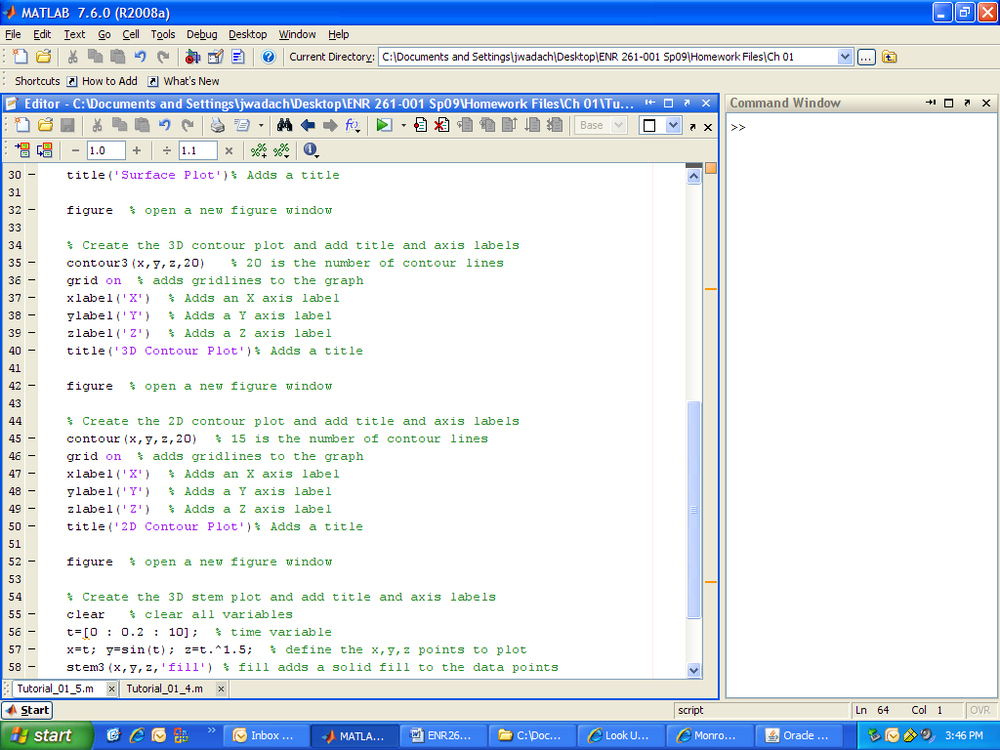 MATLAB 7.6.0 (R2008a)
File Edit Text Go Cell Tools Debug Desktop Window Help
Current Directory: C:\Documents and Settings\jwadach\Desktop\ENR 261-001 Sp09\Homework Files\Ch 01 ...
Shortcuts How to Add What's New
Editor - C:\Documents and Settings\jwadach\Desktop\ENR 261-001 Sp09\Homework Files\Ch 01\Tu...
Command Window
Base
>>
− 1.0 + ÷ 1.1 ×
30 – title('Surface Plot')% Adds a title
31
32 – figure % open a new figure window
33
34 % Create the 3D contour plot and add title and axis labels
35 – contour3(x,y,z,20) % 20 is the number of contour lines
36 – grid on % adds gridlines to the graph
37 – xlabel('X') % Adds an X axis label
38 – ylabel('Y') % Adds a Y axis label
39 – zlabel('Z') % Adds a Z axis label
40 – title('3D Contour Plot')% Adds a title
41
42 – figure % open a new figure window
43
44 % Create the 2D contour plot and add title and axis labels
45 – contour(x,y,z,20) % 15 is the number of contour lines
46 – grid on % adds gridlines to the graph
47 – xlabel('X') % Adds an X axis label
48 – ylabel('Y') % Adds a Y axis label
49 – zlabel('Z') % Adds a Z axis label
50 – title('2D Contour Plot')% Adds a title
51
52 – figure % open a new figure window
53
54 % Create the 3D stem plot and add title and axis labels
55 – clear % clear all variables
56 – t=[0 : 0.2 : 10]; % time variable
57 – x=t; y=sin(t); z=t.^1.5; % define the x,y,z points to plot
58 – stem3(x,y,z,'fill') % fill adds a solid fill to the data points
Tutorial_01_5.m × Tutorial_01_4.m ×
Start script Ln 64 Col 1 OVR
start » Inbox ... MATLA... ENR26... C:\Doc... Look U... Monro... Oracle ... 3:46 PM